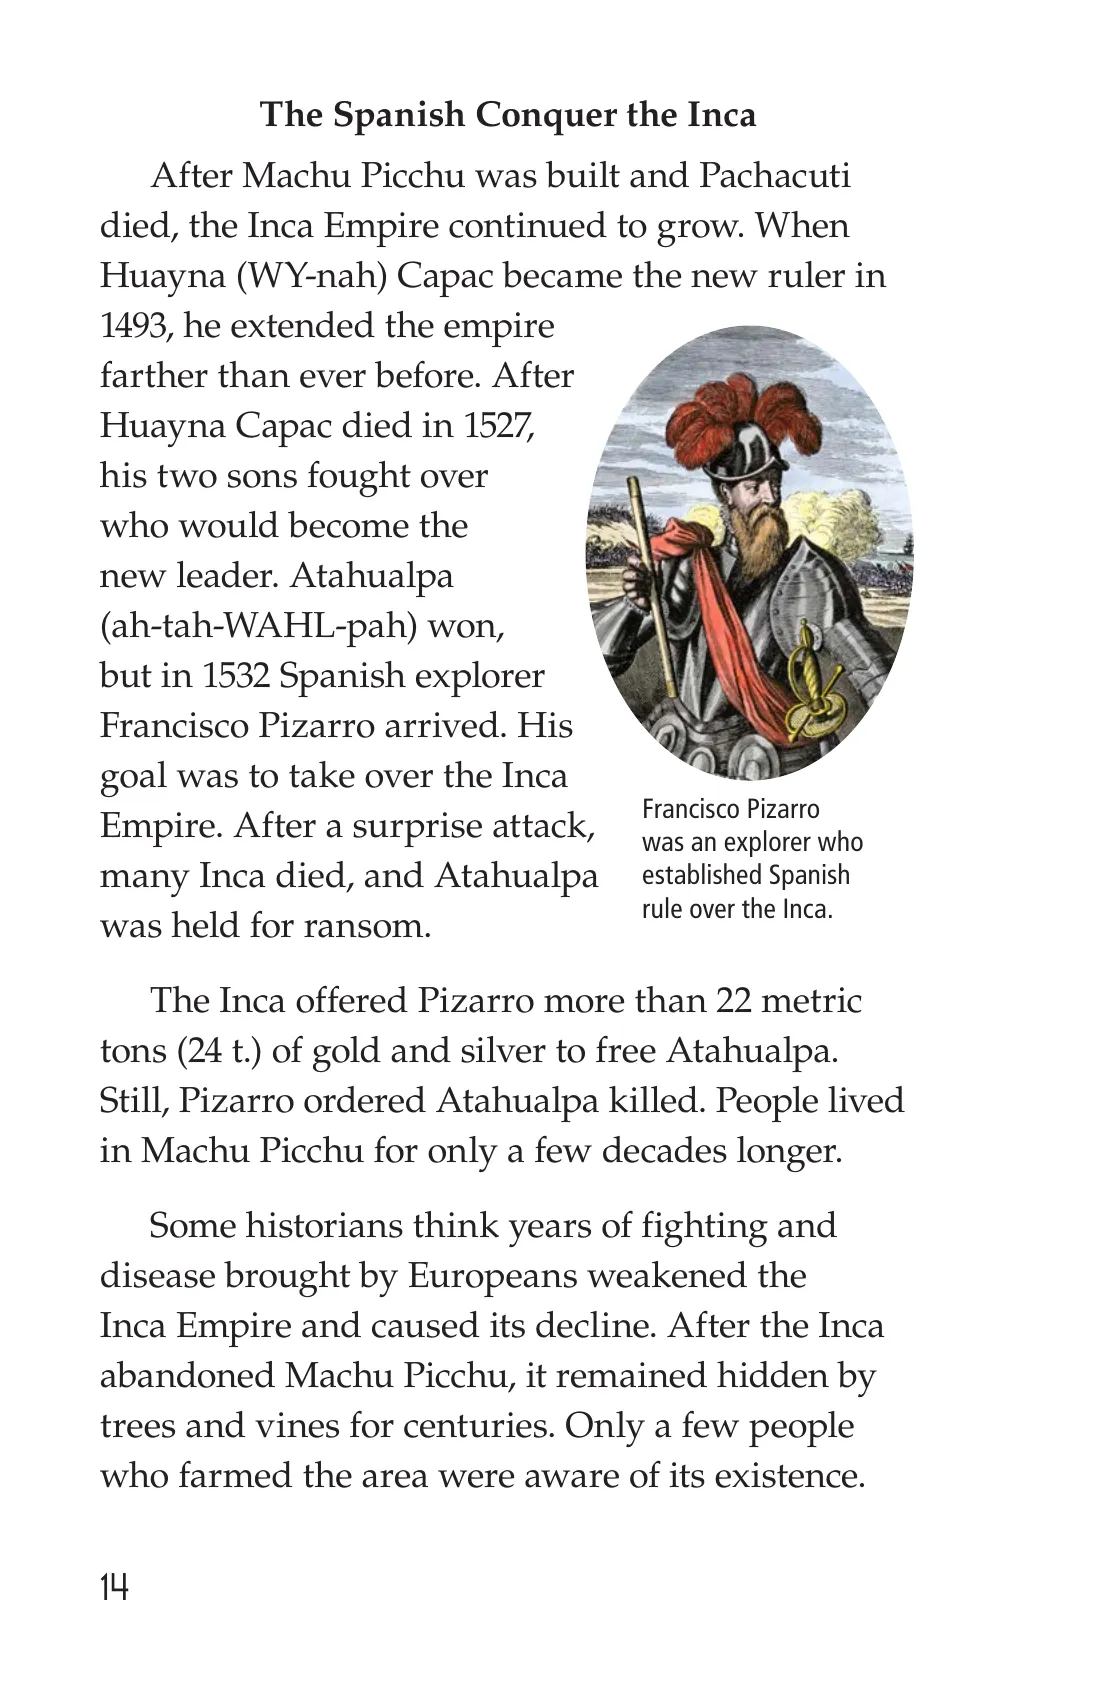 The Spanish Conquer the Inca
After Machu Picchu was built and Pachacuti
died, the Inca Empire continued to grow. When
Huayna (WY-nah) Capac became the new ruler in
1493, he extended the empire
farther than ever before. After
Huayna Capac died in 1527,
his two sons fought over
who would become the
new leader. Atahualpa
(ah-tah-WAHL-pah) won,
but in 1532 Spanish explorer
Francisco Pizarro arrived. His
goal was to take over the Inca
Empire. After a surprise attack,
many Inca died, and Atahualpa
was held for ransom.
Francisco Pizarro
was an explorer who
established Spanish
rule over the Inca.
The Inca offered Pizarro more than 22 metric
tons (24 t.) of gold and silver to free Atahualpa.
Still, Pizarro ordered Atahualpa killed. People lived
in Machu Picchu for only a few decades longer.
Some historians think years of fighting and
disease brought by Europeans weakened the
Inca Empire and caused its decline. After the Inca
abandoned Machu Picchu, it remained hidden by
trees and vines for centuries. Only a few people
who farmed the area were aware of its existence.
14